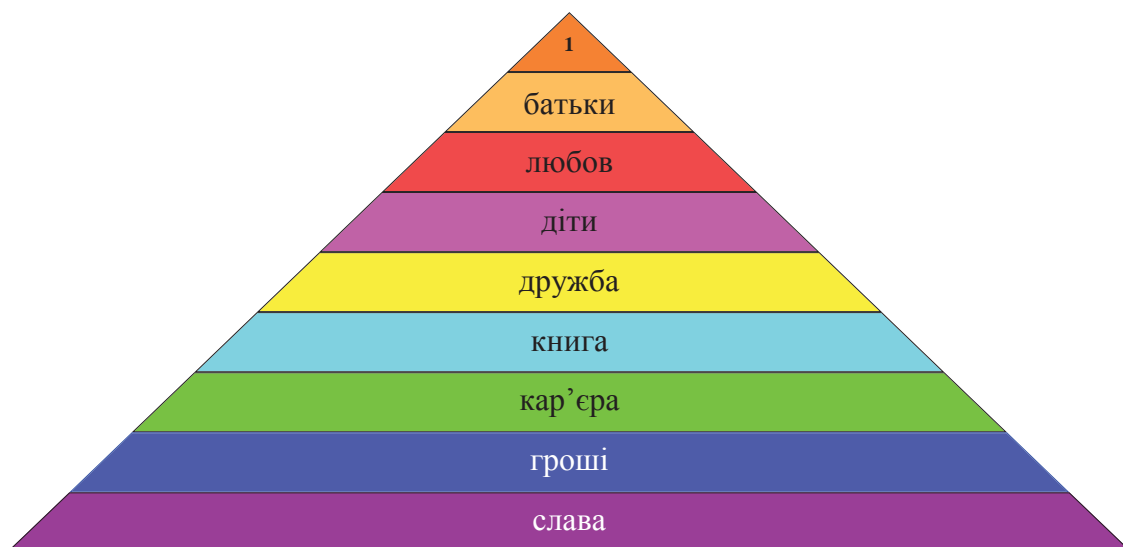 1
батьки
любов
діти
дружба
книга
кар’єра
гроші
слава